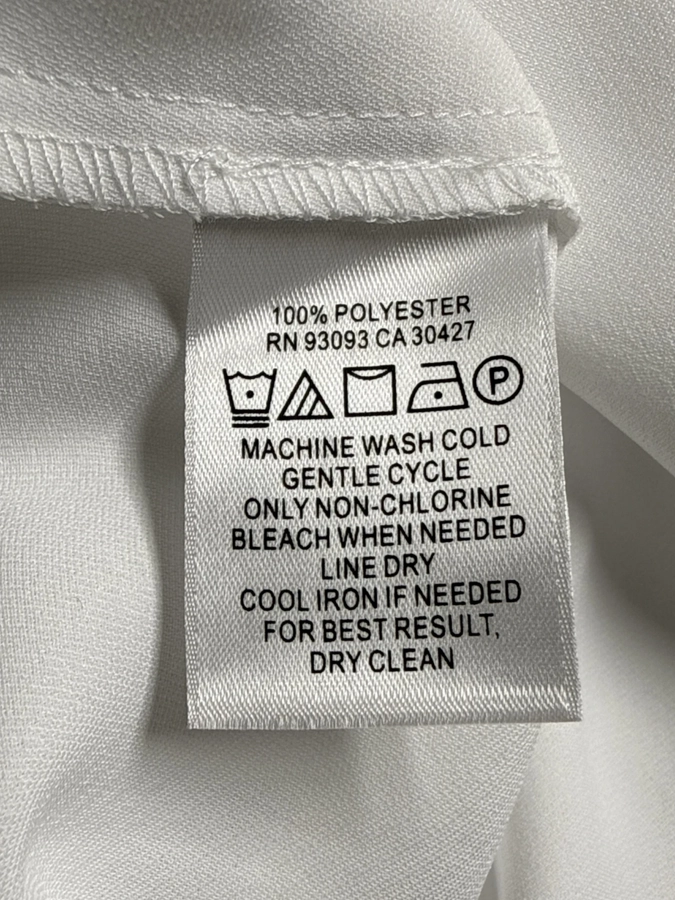 100% POLYESTER
RN 93093 CA 30427
P
MACHINE WASH COLD
GENTLE CYCLE
ONLY NON-CHLORINE
BLEACH WHEN NEEDED
LINE DRY
COOL IRON IF NEEDED
FOR BEST RESULT,
DRY CLEAN